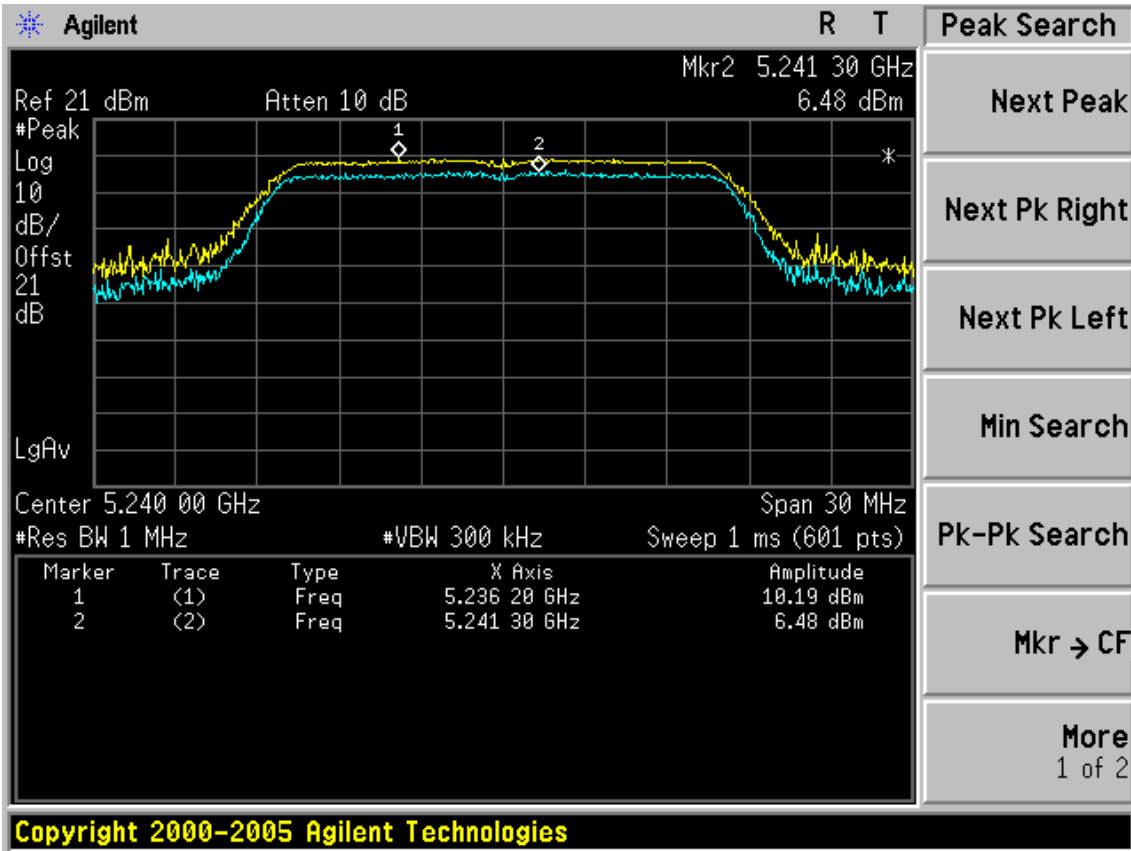 Agilent R T Peak Search
Mkr2 5.241 30 GHz
Ref 21 dBm Atten 10 dB 6.48 dBm
#Peak
Log
10
dB/
Offst
21
dB
1
2
LgAv
Center 5.240 00 GHz Span 30 MHz
#Res BW 1 MHz #VBW 300 kHz Sweep 1 ms (601 pts)
Marker Trace Type X Axis Amplitude
1 (1) Freq 5.236 20 GHz 10.19 dBm
2 (2) Freq 5.241 30 GHz 6.48 dBm
Next Peak
Next Pk Right
Next Pk Left
Min Search
Pk-Pk Search
Mkr → CF
More
1 of 2
Copyright 2000-2005 Agilent Technologies